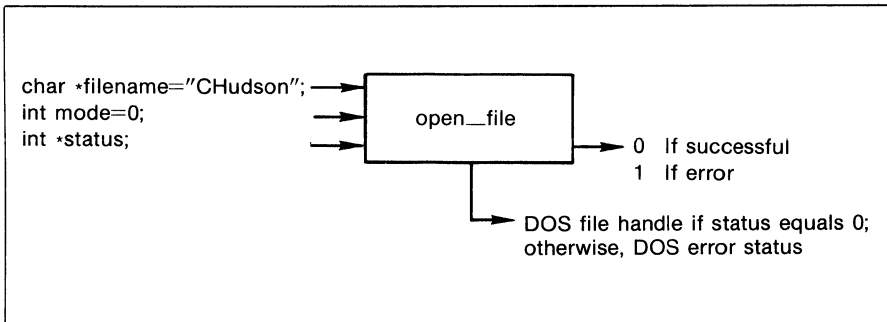 char *filename="CHudson";
int mode=0;
int *status;
open__file
0 If successful
1 If error
DOS file handle if status equals 0;
otherwise, DOS error status